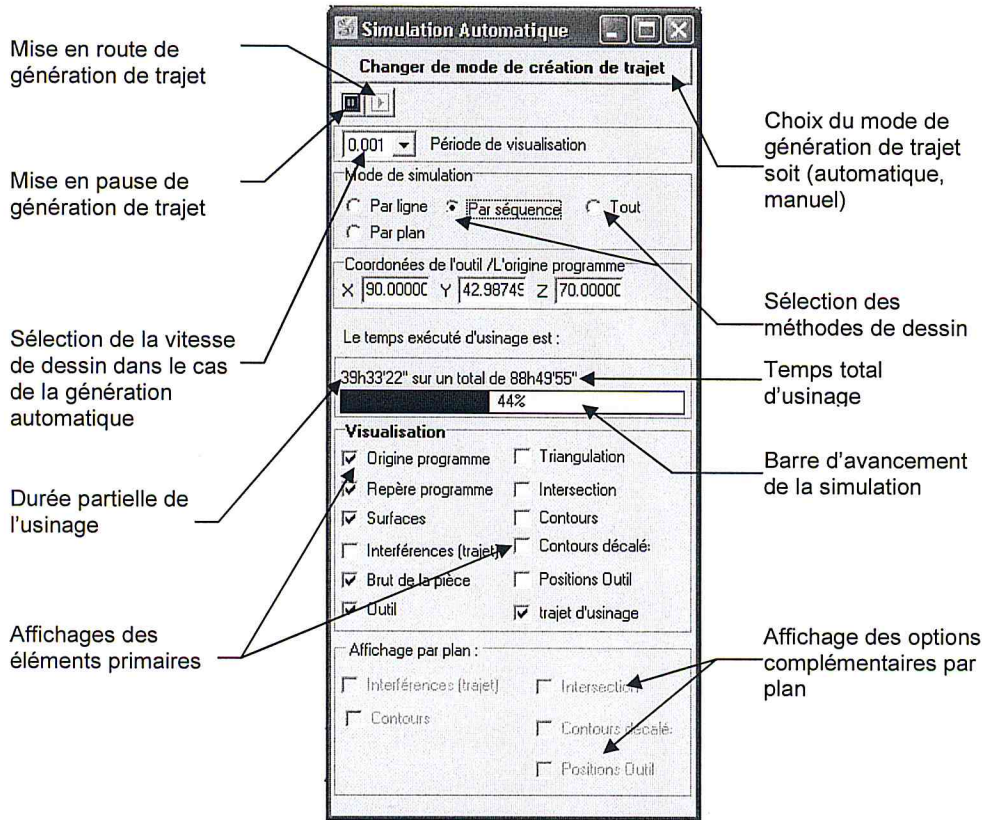 Mise en route de
génération de trajet
Mise en pause de
génération de trajet
Sélection de la vitesse
de dessin dans le cas
de la génération
automatique
Durée partielle de
l'usinage
Affichages des
éléments primaires
Simulation Automatique
Changer de mode de création de trajet
0.001 Période de visualisation
Mode de simulation
Par ligne Par séquence Tout
Par plan
Coordonées de l'outil /L'origine programme
X 90.00000 Y 42.98749 Z 70.00000
Le temps exécuté d'usinage est :
39h33'22" sur un total de 88h49'55"
44%
Visualisation
Origine programme Triangulation
Repère programme Intersection
Surfaces Contours
Interférences (trajet) Contours décalé:
Brut de la pièce Positions Outil
Outil trajet d'usinage
Affichage par plan :
Interférences (trajet) Intersection
Contours Contours décalé:
Positions Outil
Choix du mode de
génération de trajet
soit (automatique,
manuel)
Sélection des
méthodes de dessin
Temps total
d'usinage
Barre d'avancement
de la simulation
Affichage des options
complémentaires par
plan